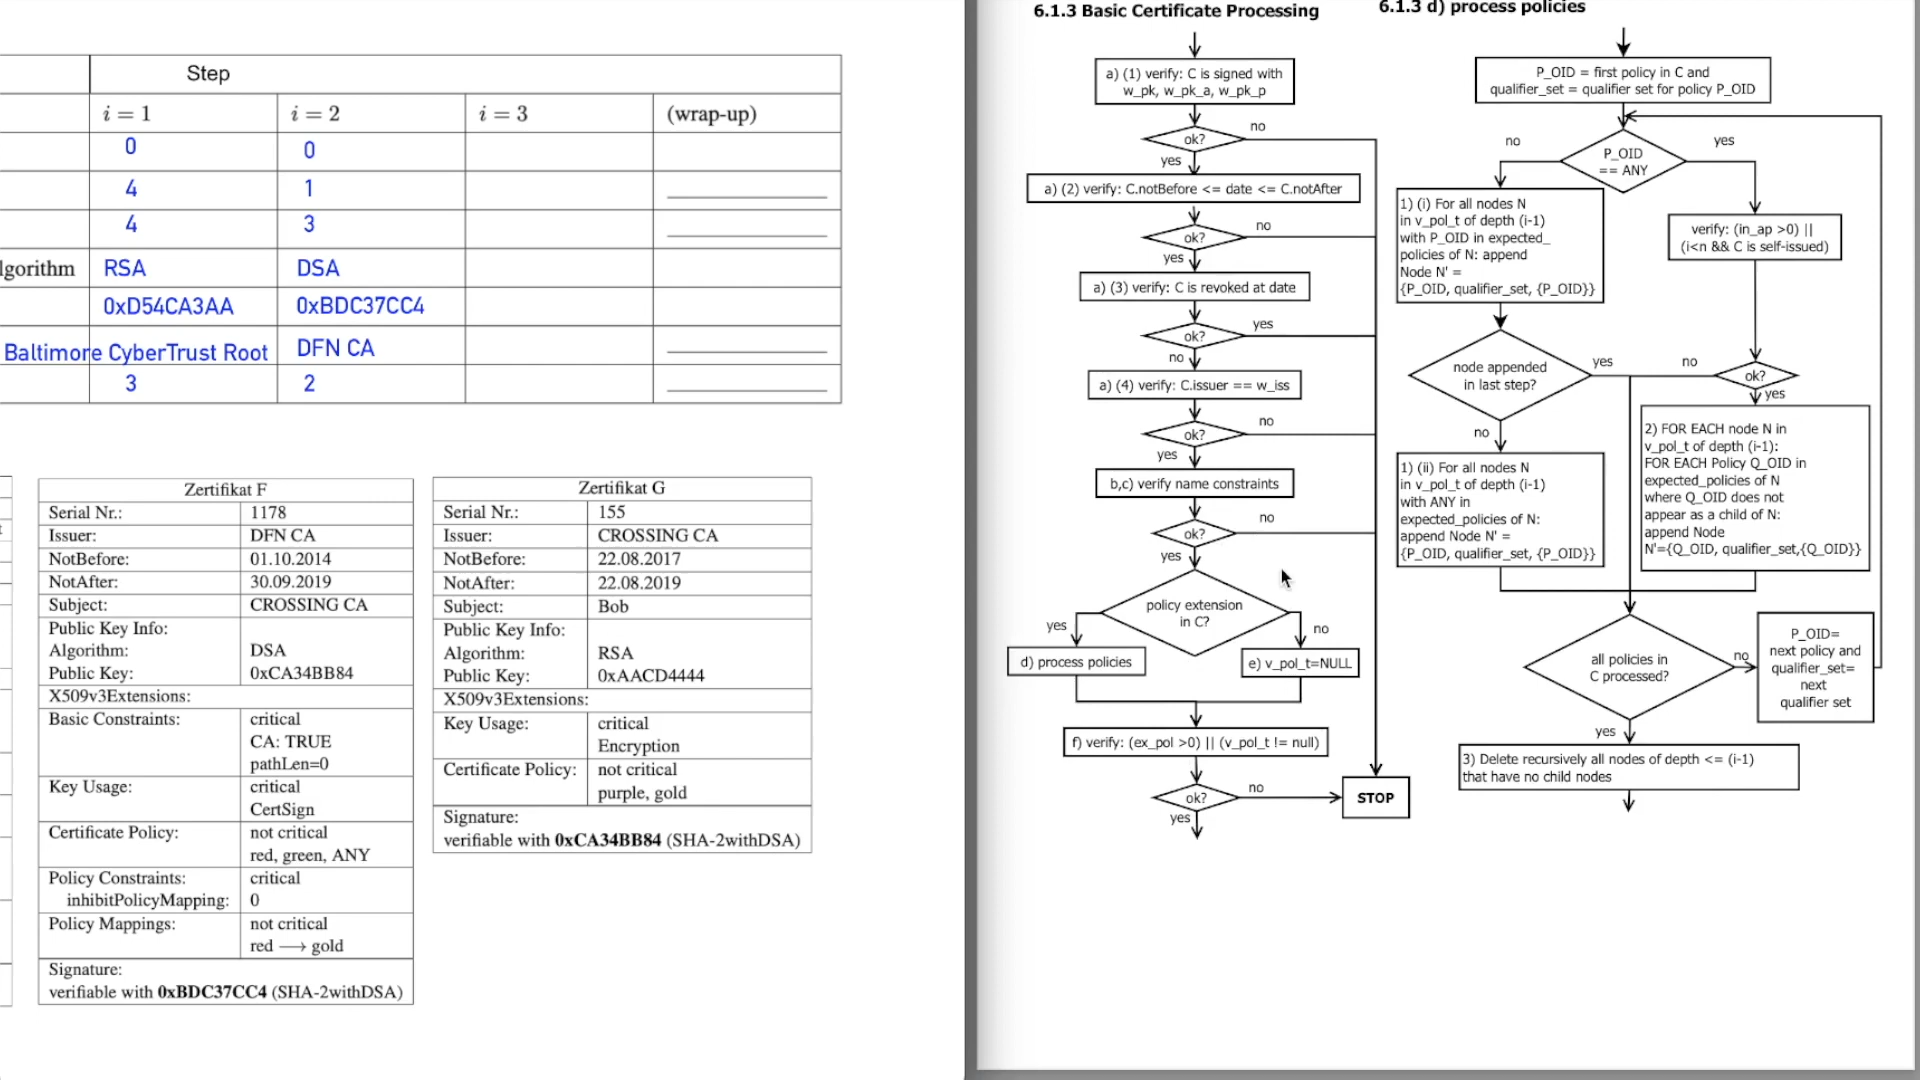 Step
i = 1
i = 2
i = 3
(wrap-up)
0
0
4
1
4
3
lgorithm
RSA
DSA
0xD54CA3AA
0xBDC37CC4
Baltimore CyberTrust Root
DFN CA
3
2
Zertifikat F
Serial Nr.: 1178
Issuer: DFN CA
NotBefore: 01.10.2014
NotAfter: 30.09.2019
Subject: CROSSING CA
Public Key Info:
Algorithm: DSA
Public Key: 0xCA34BB84
X509v3Extensions:
Basic Constraints: critical
CA: TRUE
pathLen=0
Key Usage: critical
CertSign
Certificate Policy: not critical
red, green, ANY
Policy Constraints: critical
inhibitPolicyMapping: 0
Policy Mappings: not critical
red ⟶ gold
Signature:
verifiable with 0xBDC37CC4 (SHA-2withDSA)
Zertifikat G
Serial Nr.: 155
Issuer: CROSSING CA
NotBefore: 22.08.2017
NotAfter: 22.08.2019
Subject: Bob
Public Key Info:
Algorithm: RSA
Public Key: 0xAACD4444
X509v3Extensions:
Key Usage: critical
Encryption
Certificate Policy: not critical
purple, gold
Signature:
verifiable with 0xCA34BB84 (SHA-2withDSA)
6.1.3 Basic Certificate Processing
a) (1) verify: C is signed with
w_pk, w_pk_a, w_pk_p
ok?
no
yes
a) (2) verify: C.notBefore <= date <= C.notAfter
ok?
no
yes
a) (3) verify: C is revoked at date
ok?
yes
no
a) (4) verify: C.issuer == w_iss
ok?
no
yes
b,c) verify name constraints
ok?
no
yes
policy extension
in C?
yes
no
d) process policies
e) v_pol_t=NULL
f) verify: (ex_pol >0) || (v_pol_t != null)
ok?
no
yes
STOP
6.1.3 d) process policies
P_OID = first policy in C and
qualifier_set = qualifier set for policy P_OID
no
yes
P_OID
== ANY
1) (i) For all nodes N
in v_pol_t of depth (i-1)
with P_OID in expected_
policies of N: append
Node N' =
{P_OID, qualifier_set, {P_OID}}
verify: (in_ap >0) ||
(i<n && C is self-issued)
node appended
in last step?
yes
no
ok?
yes
no
1) (ii) For all nodes N
in v_pol_t of depth (i-1)
with ANY in
expected_policies of N:
append Node N' =
{P_OID, qualifier_set, {P_OID}}
2) FOR EACH node N in
v_pol_t of depth (i-1):
FOR EACH Policy Q_OID in
expected_policies of N
where Q_OID does not
appear as a child of N:
append Node
N'={Q_OID, qualifier_set,{Q_OID}}
all policies in
C processed?
no
yes
P_OID=
next policy and
qualifier_set=
next
qualifier set
3) Delete recursively all nodes of depth <= (i-1)
that have no child nodes